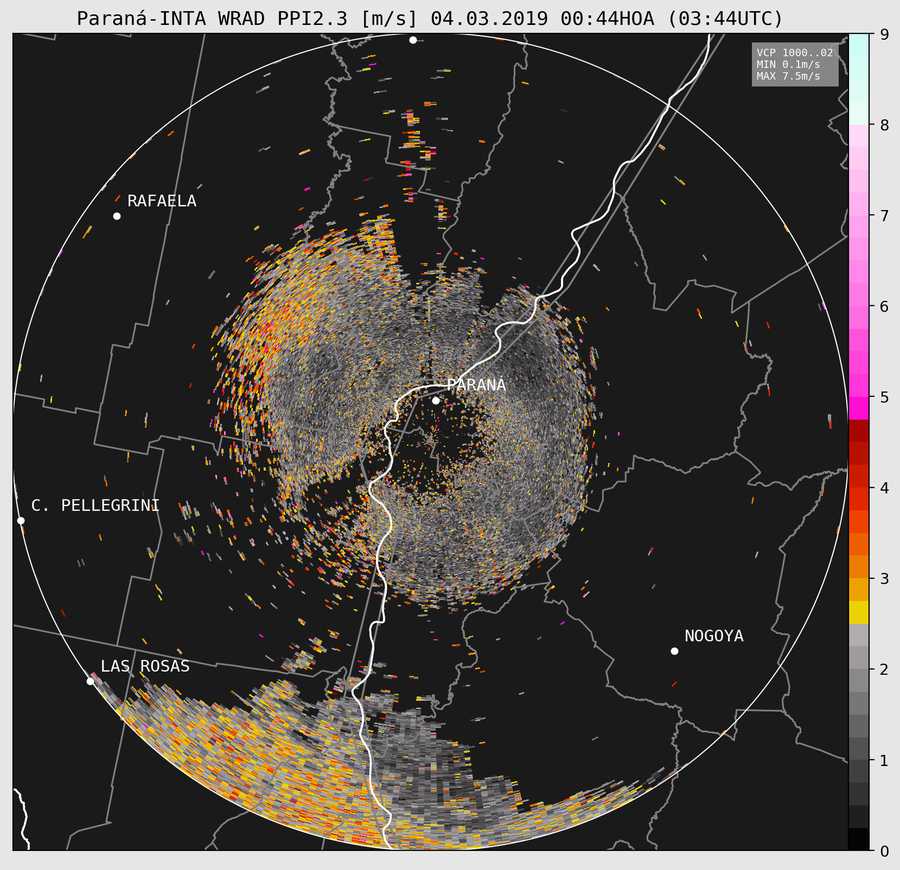 Paraná-INTA WRAD PPI2.3 [m/s] 04.03.2019 00:44HOA (03:44UTC)
VCP 1000..02
MIN 0.1m/s
MAX 7.5m/s
RAFAELA
PARANÁ
C. PELLEGRINI
NOGOYA
LAS ROSAS
9
8
7
6
5
4
3
2
1
0